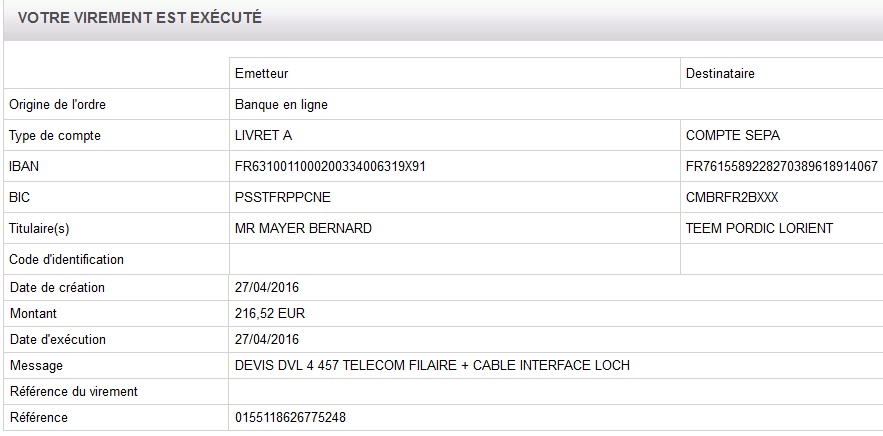 VOTRE VIREMENT EST EXÉCUTÉ
Emetteur Destinataire
Origine de l'ordre Banque en ligne
Type de compte LIVRET A COMPTE SEPA
IBAN FR6310011000200334006319X91 FR7615589228270389618914067
BIC PSSTFRPPCNE CMBRFR2BXXX
Titulaire(s) MR MAYER BERNARD TEEM PORDIC LORIENT
Code d'identification
Date de création 27/04/2016
Montant 216,52 EUR
Date d'exécution 27/04/2016
Message DEVIS DVL 4 457 TELECOM FILAIRE + CABLE INTERFACE LOCH
Référence du virement
Référence 0155118626775248